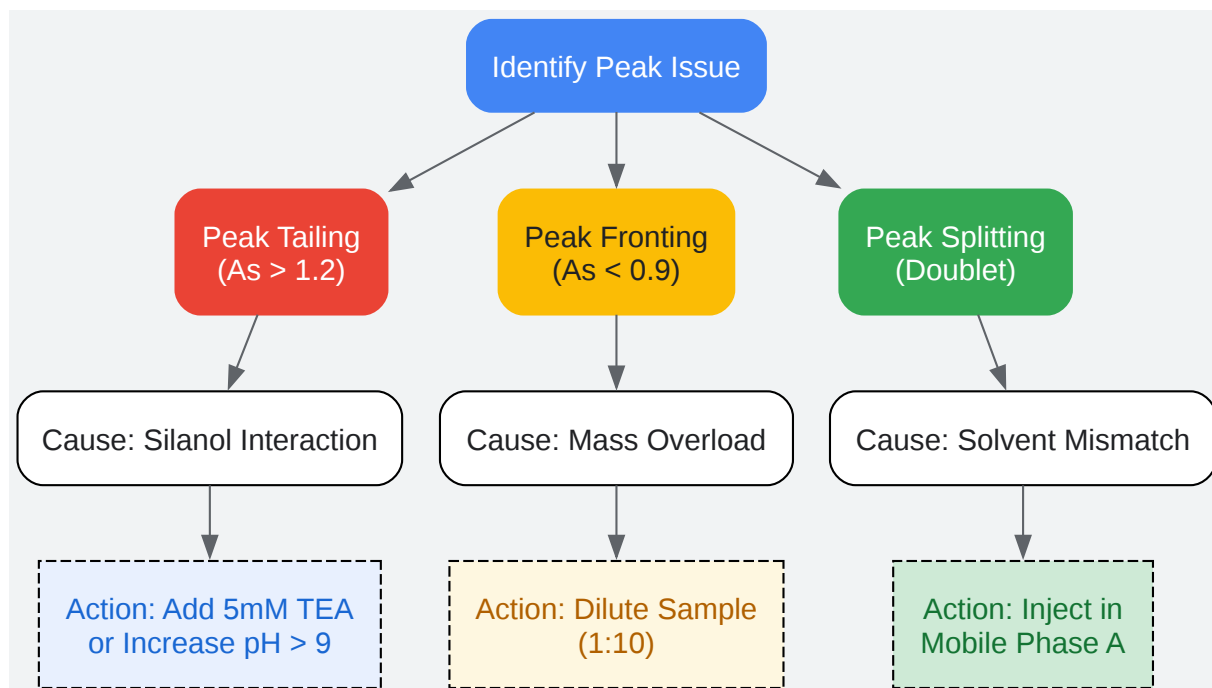 Identify Peak Issue
Peak Tailing
(As > 1.2)
Peak Fronting
(As < 0.9)
Peak Splitting
(Doublet)
Cause: Silanol Interaction
Cause: Mass Overload
Cause: Solvent Mismatch
Action: Add 5mM TEA
or Increase pH > 9
Action: Dilute Sample
(1:10)
Action: Inject in
Mobile Phase A